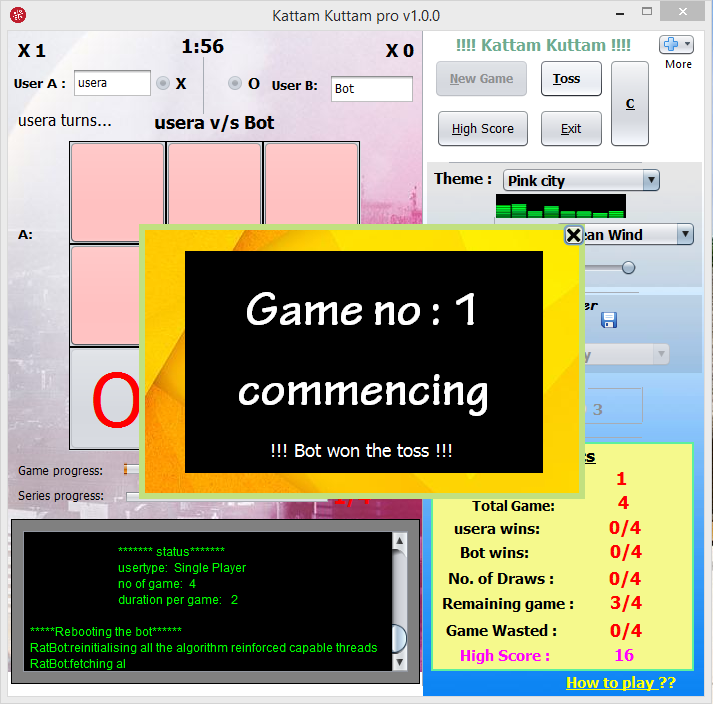 Kattam Kuttam pro v1.0.0
X 1
1:56
X 0
!!!! Kattam Kuttam !!!!
More
User A :
usera
X
O
User B:
Bot
New Game
Toss
C
usera turns...
usera v/s Bot
High Score
Exit
Theme :
Pink city
A:
ean Wind
Game no : 1
commencing
!!! Bot won the toss !!!
er
y
3
O
Game progress:
Series progress:
s
1
Total Game:
4
usera wins:
0/4
Bot wins:
0/4
No. of Draws :
0/4
Remaining game :
3/4
Game Wasted :
0/4
High Score :
16
How to play ??
******* status*******
usertype: Single Player
no of game: 4
duration per game: 2
*****Rebooting the bot******
RatBot:reinitialising all the algorithm reinforced capable threads
RatBot:fetching al